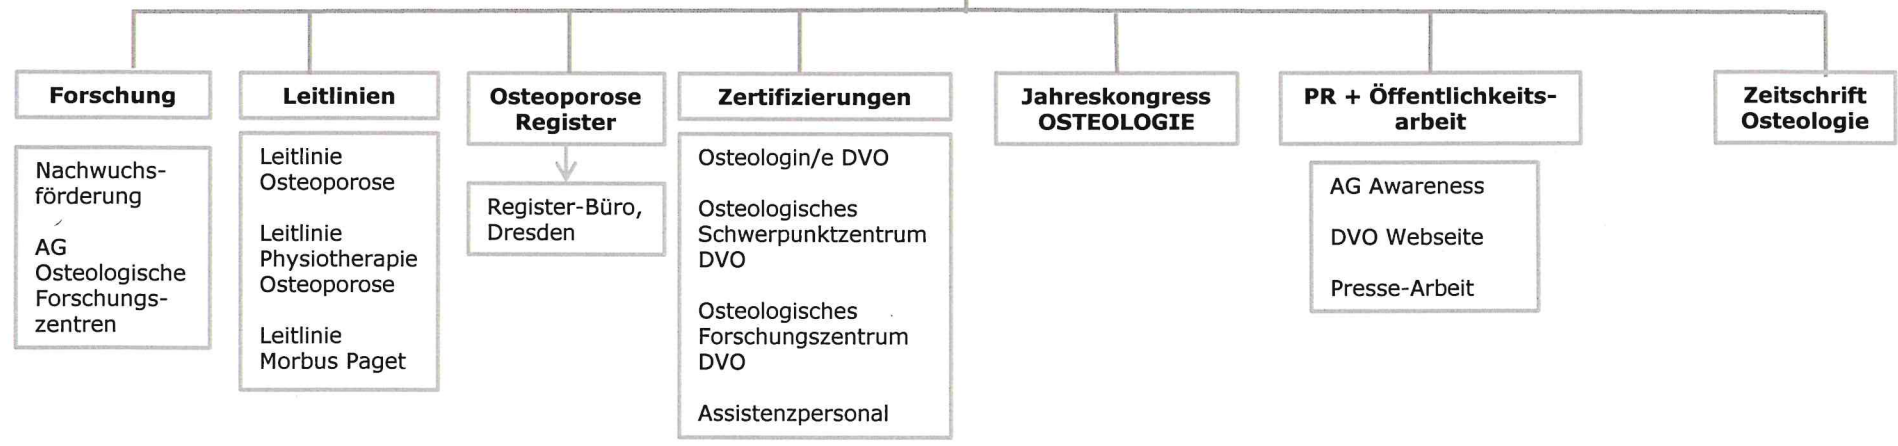 Forschung
Nachwuchs-
förderung
AG
Osteologische
Forschungs-
zentren
Leitlinien
Leitlinie
Osteoporose
Leitlinie
Physiotherapie
Osteoporose
Leitlinie
Morbus Paget
Osteoporose
Register
Register-Büro,
Dresden
Zertifizierungen
Osteologin/e DVO
Osteologisches
Schwerpunktzentrum
DVO
Osteologisches
Forschungszentrum
DVO
Assistenzpersonal
Jahreskongress
OSTEOLOGIE
PR + Öffentlichkeits-
arbeit
AG Awareness
DVO Webseite
Presse-Arbeit
Zeitschrift
Osteologie